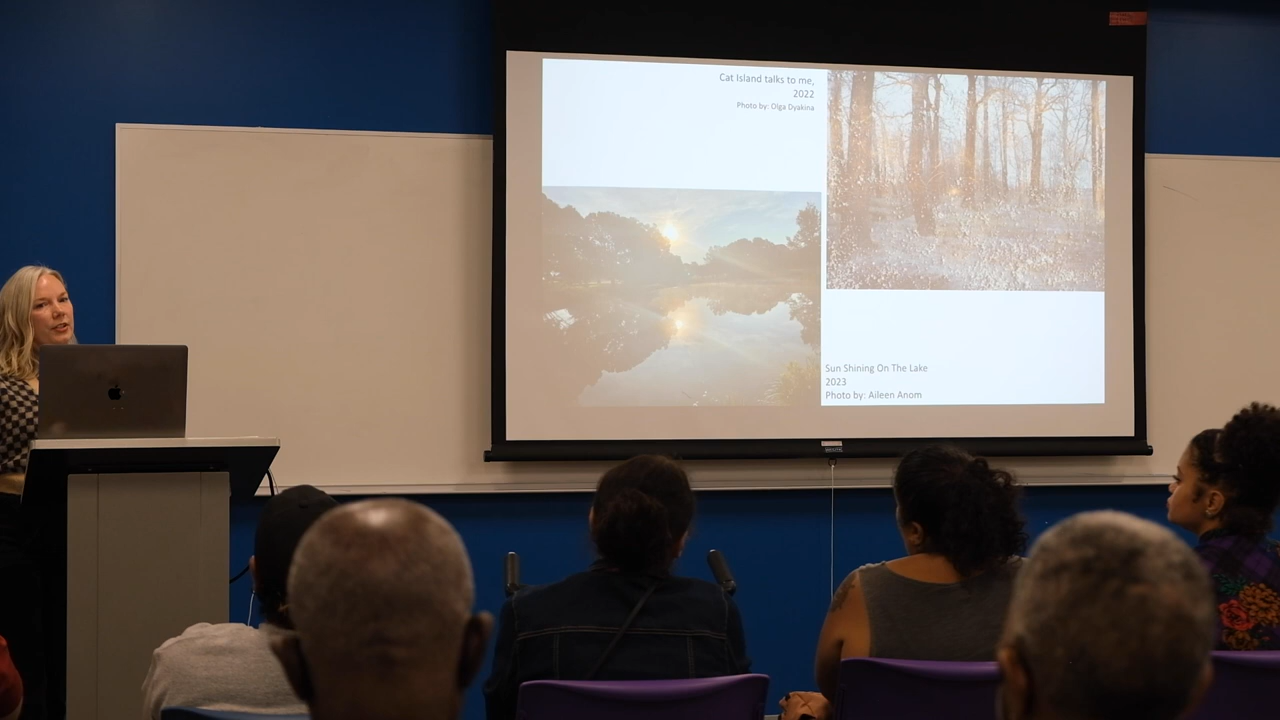 Cat Island talks to me,
2022
Photo by: Olga Dyakina
Sun Shining On The Lake
2023
Photo by: Aileen Anom